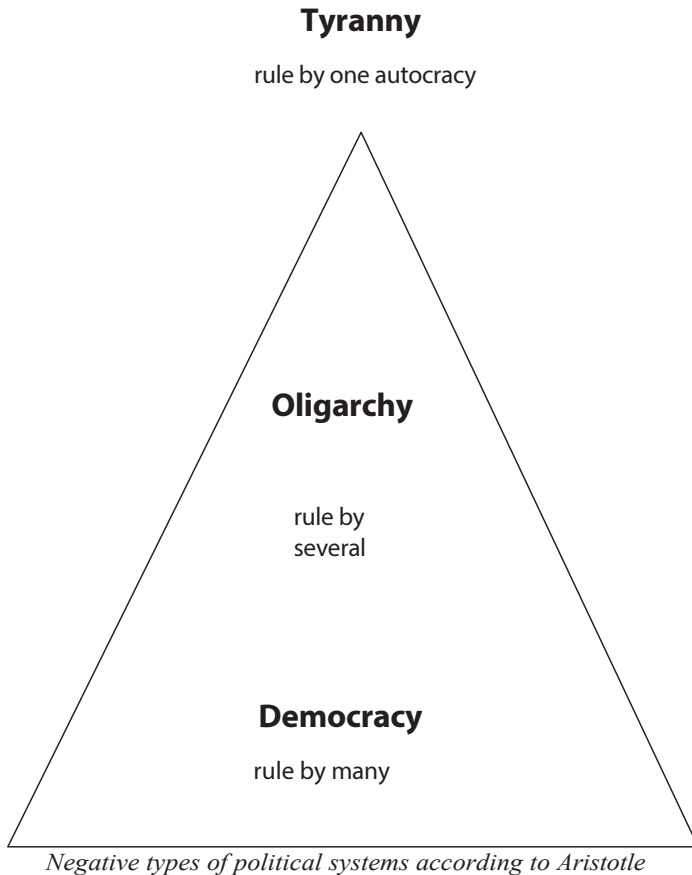 Tyranny
rule by one autocracy
Oligarchy
rule by
several
Democracy
rule by many
Negative types of political systems according to Aristotle